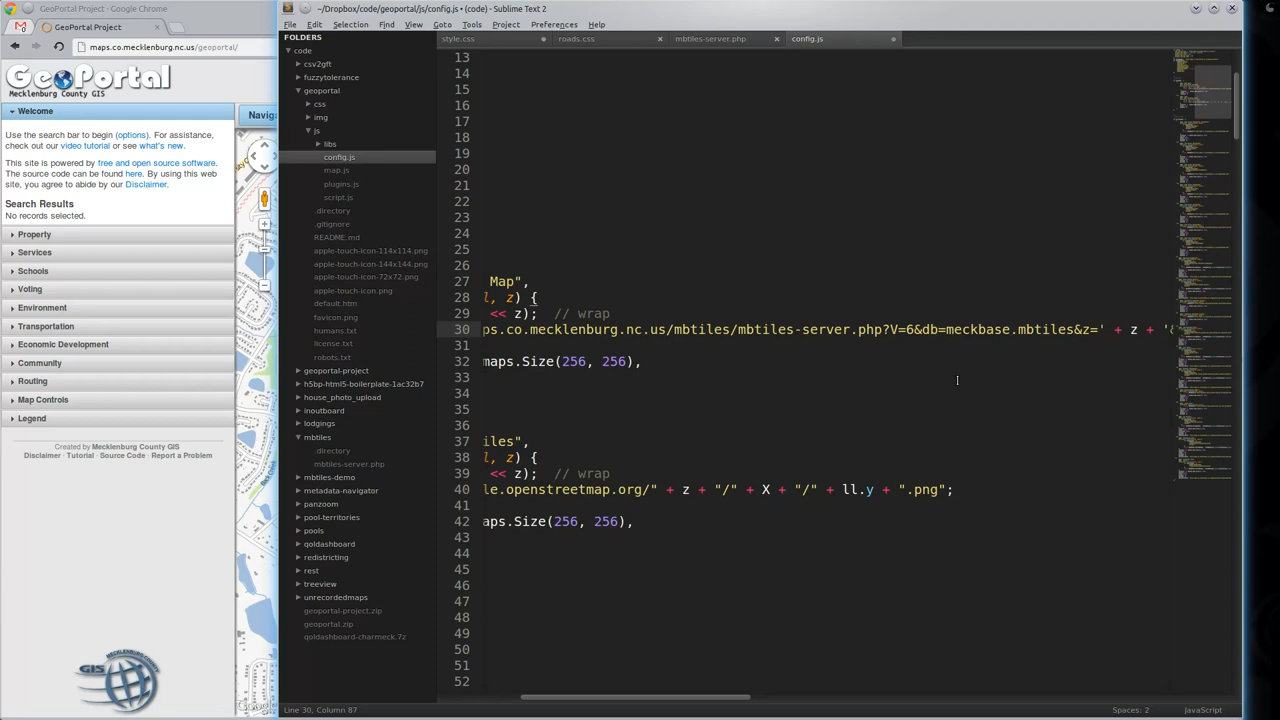 GeoPortal Project - Google Chrome
GeoPortal Project
maps.co.mecklenburg.nc.us/geoportal/
GeoPortal
Mecklenburg County GIS
Welcome
Naviga
Use the search bar to begin (options). For assistance,
check out our video tutorial or see what's new.
This site is powered by free and open source software.
The source code can be found here. By using this web
site, you agree to abide by our Disclaimer.
Search Results
No records selected.
Property
Services
Schools
Voting
Environment
Transportation
Economic Development
Community
Routing
Map Controls
Legend
Created by Mecklenburg County GIS
Disclaimer - Tutorial - Source Code - Report a Problem
GIS
~/Dropbox/code/geoportal/js/config.js • (code) - Sublime Text 2
File Edit Selection Find View Goto Tools Project Preferences Help
FOLDERS
code
csv2gft
fuzzytolerance
geoportal
css
img
js
libs
config.js
map.js
plugins.js
script.js
.directory
.gitignore
README.md
apple-touch-icon-114x114.png
apple-touch-icon-144x144.png
apple-touch-icon-72x72.png
apple-touch-icon.png
default.htm
favicon.png
humans.txt
license.txt
robots.txt
geoportal-project
h5bp-html5-boilerplate-1ac32b7
house_photo_upload
inoutboard
lodgings
mbtiles
.directory
mbtiles-server.php
mbtiles-demo
metadata-navigator
panzoom
pool-territories
pools
qoldashboard
redistricting
rest
treeview
unrecordedmaps
geoportal-project.zip
geoportal.zip
qoldashboard-charmeck.7z
style.css roads.css mbtiles-server.php config.js
13
14
15
16
17
18
19
20
21
22
23
24
25
26
27 Map",
28 l, z) {
29 << z); // wrap
30 ps.co.mecklenburg.nc.us/mbtiles/mbtiles-server.php?V=6&db=meckbase.mbtiles&z=' + z + '&
31
32 maps.Size(256, 256),
33
34
35
36
37 iles",
38 l, z) {
39 << z); // wrap
40 le.openstreetmap.org/" + z + "/" + X + "/" + ll.y + ".png";
41
42 aps.Size(256, 256),
43
44
45
46
47
48
49
50
51
52
Line 30, Column 87
Spaces: 2
JavaScript